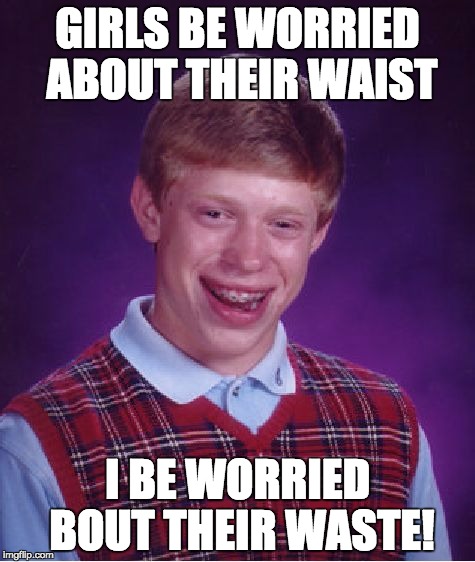 GIRLS BE WORRIED
ABOUT THEIR WAIST
I BE WORRIED
BOUT THEIR WASTE!
imgflip.com